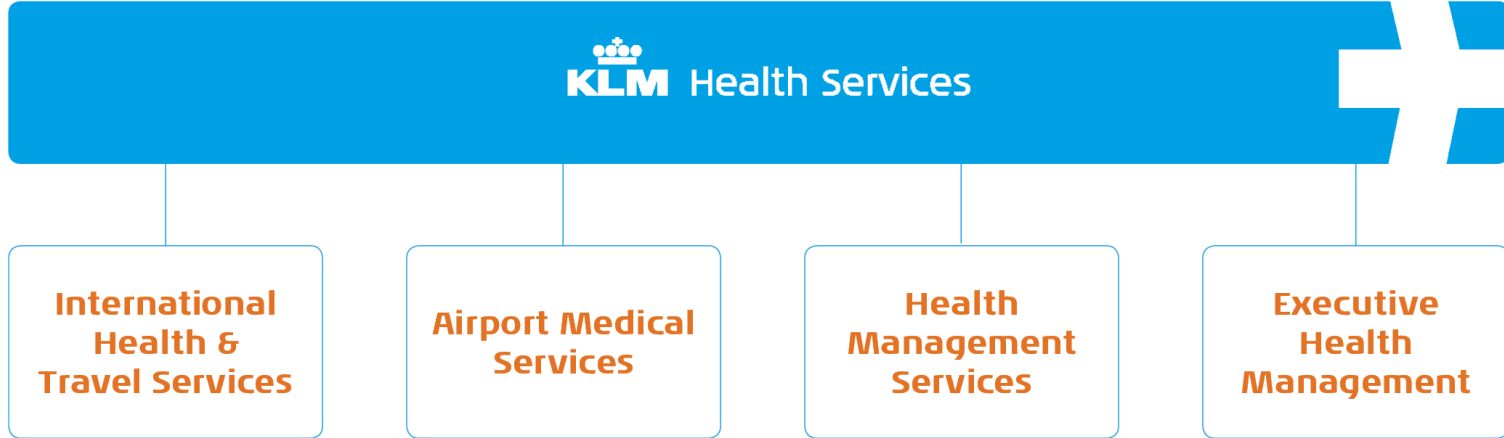 KLM Health Services
International
Health &
Travel Services
Airport Medical
Services
Health
Management
Services
Executive
Health
Management